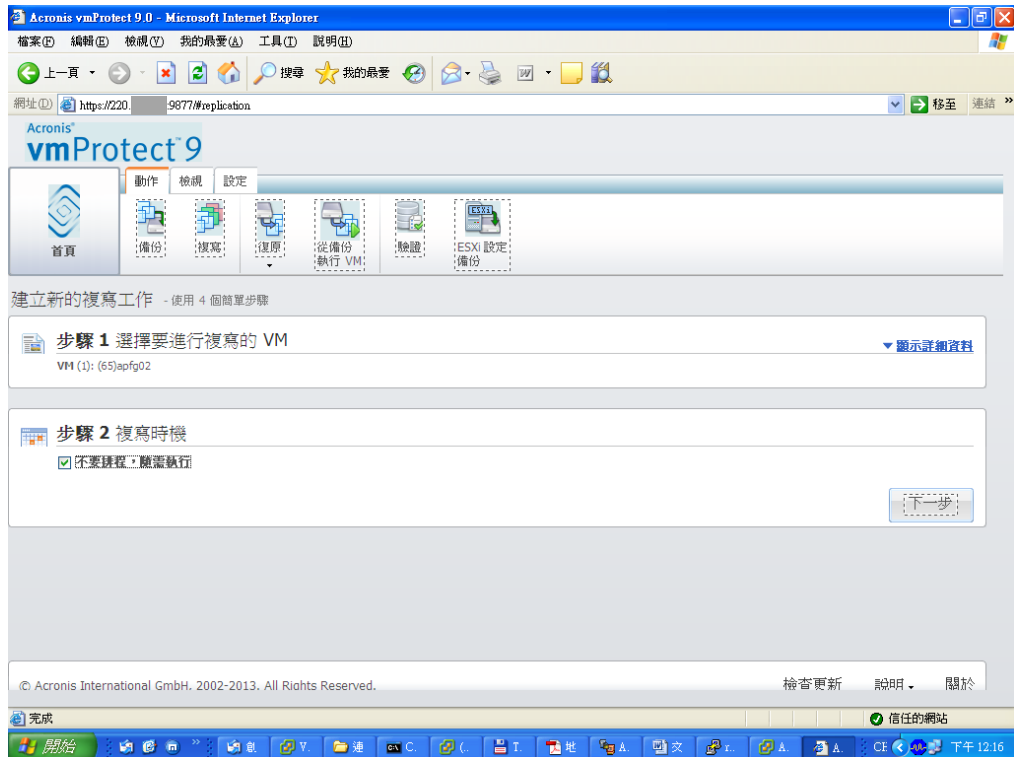 Acronis vmProtect 9.0 - Microsoft Internet Explorer
檔案(F) 編輯(E) 檢視(V) 我的最愛(A) 工具(T) 說明(H)
上一頁 搜尋 我的最愛
網址(D) https://220. :9877/#replication 移至 連結 »
Acronis®
vmProtect™ 9
動作 檢視 設定
首頁
備份
複寫
復原
從備份
執行 VM
驗證
ESXi
ESXi 設定
備份
建立新的複寫工作 - 使用 4 個簡單步驟
步驟 1 選擇要進行複寫的 VM
顯示詳細資料
VM (1): (65)apfg02
步驟 2 複寫時機
不要排程，隨需執行
下一步
© Acronis International GmbH. 2002-2013. All Rights Reserved.
檢查更新 說明 關於
完成 信任的網站
開始 » 創 V. 連 C. (.. T. 地 A. 文 r.. A. A. CH 下午 12:16